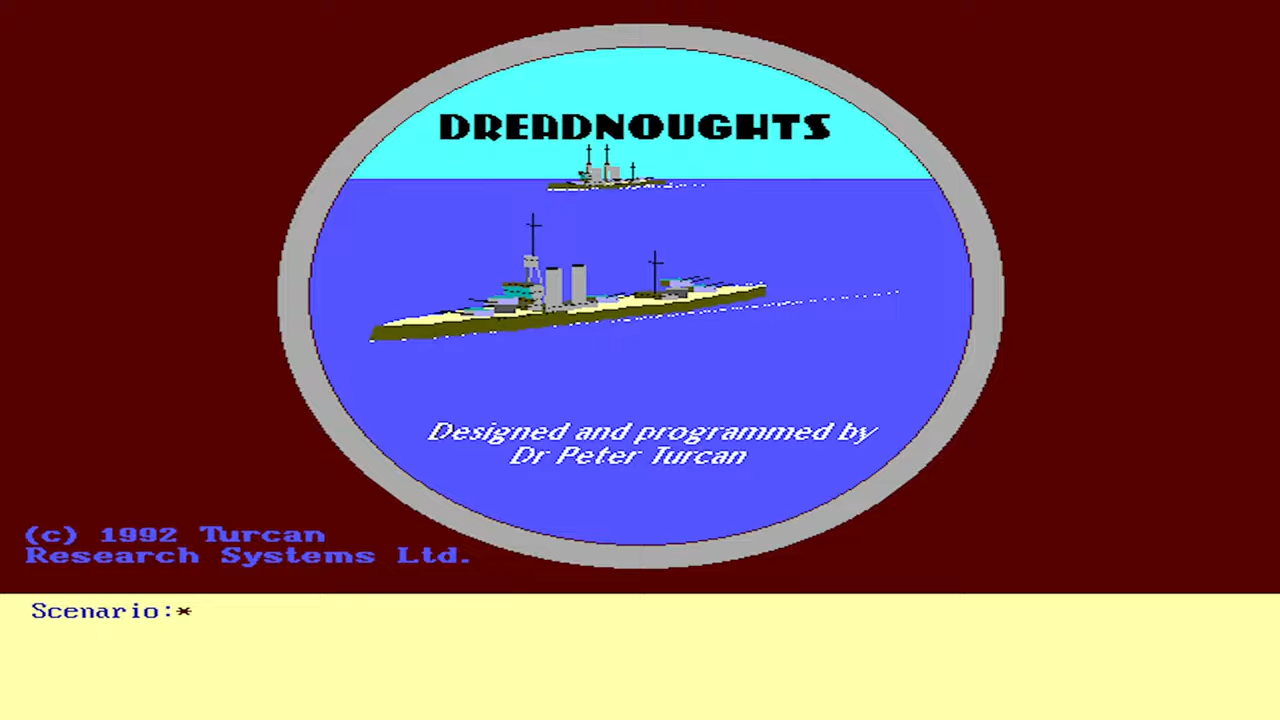 DREADNOUGHTS
Designed and programmed by
Dr Peter Turcan
(c) 1992 Turcan
Research Systems Ltd.
Scenario:*